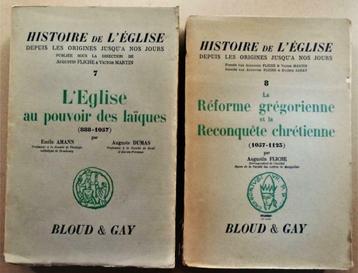 HISTOIRE DE L'ÉGLISE
DEPUIS LES ORIGINES JUSQU'A NOS JOURS
PUBLIÉE SOUS LA DIRECTION DE
AUGUSTIN FLICHE & VICTOR MARTIN
7
L'Eglise
au pouvoir des laïques
(888-1057)
par
Emile AMANN
Auguste DUMAS
BLOUD & GAY
HISTOIRE DE L'ÉGLISE
DEPUIS LES ORIGINES JUSQU'A NOS JOURS
8
La
Réforme grégorienne
et la
Reconquête chrétienne
(1057-1125)
par
Augustin FLICHE
BLOUD & GAY